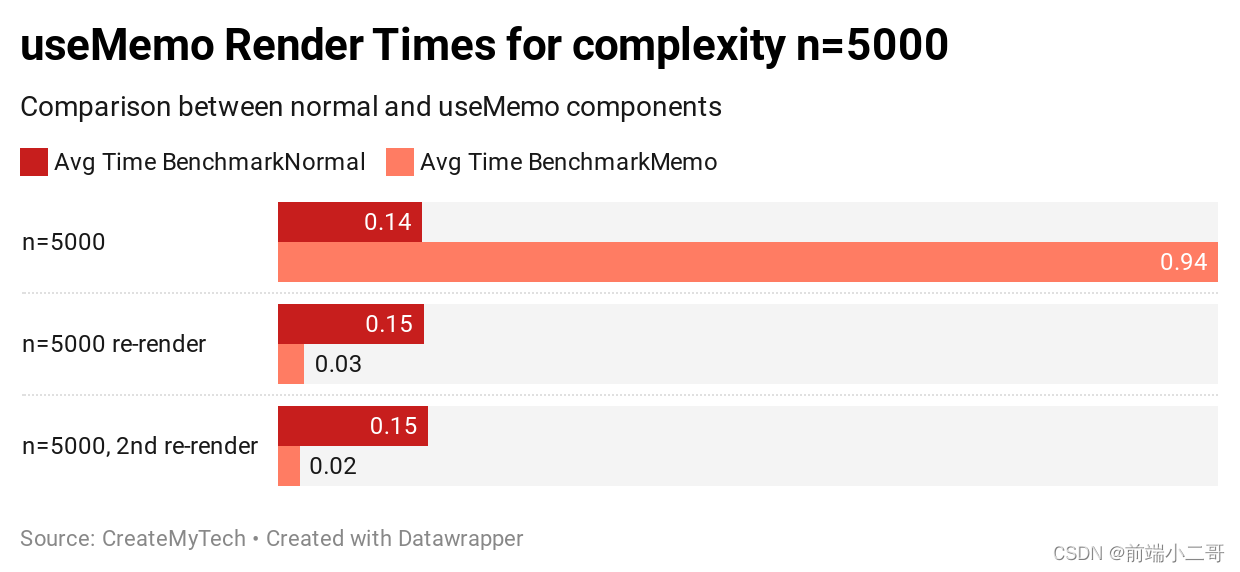 useMemo Render Times for complexity n=5000
Comparison between normal and useMemo components
Avg Time BenchmarkNormal Avg Time BenchmarkMemo
n=5000
0.14
0.94
n=5000 re-render
0.15
0.03
n=5000, 2nd re-render
0.15
0.02
Source: CreateMyTech • Created with Datawrapper
CSDN @前端小二哥